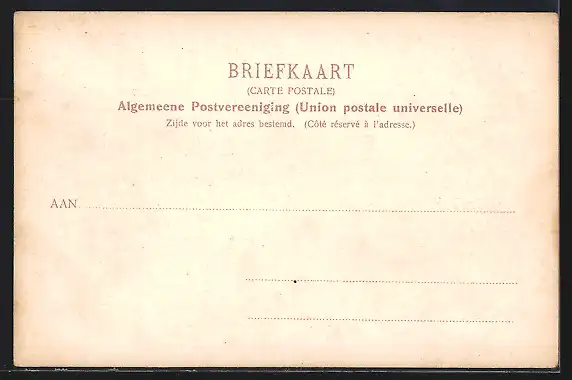 BRIEFKAART
(CARTE POSTALE)
Algemeene Postvereeniging (Union postale universelle)
Zijde voor het adres bestemd. (Côté réservé à l'adresse.)
AAN